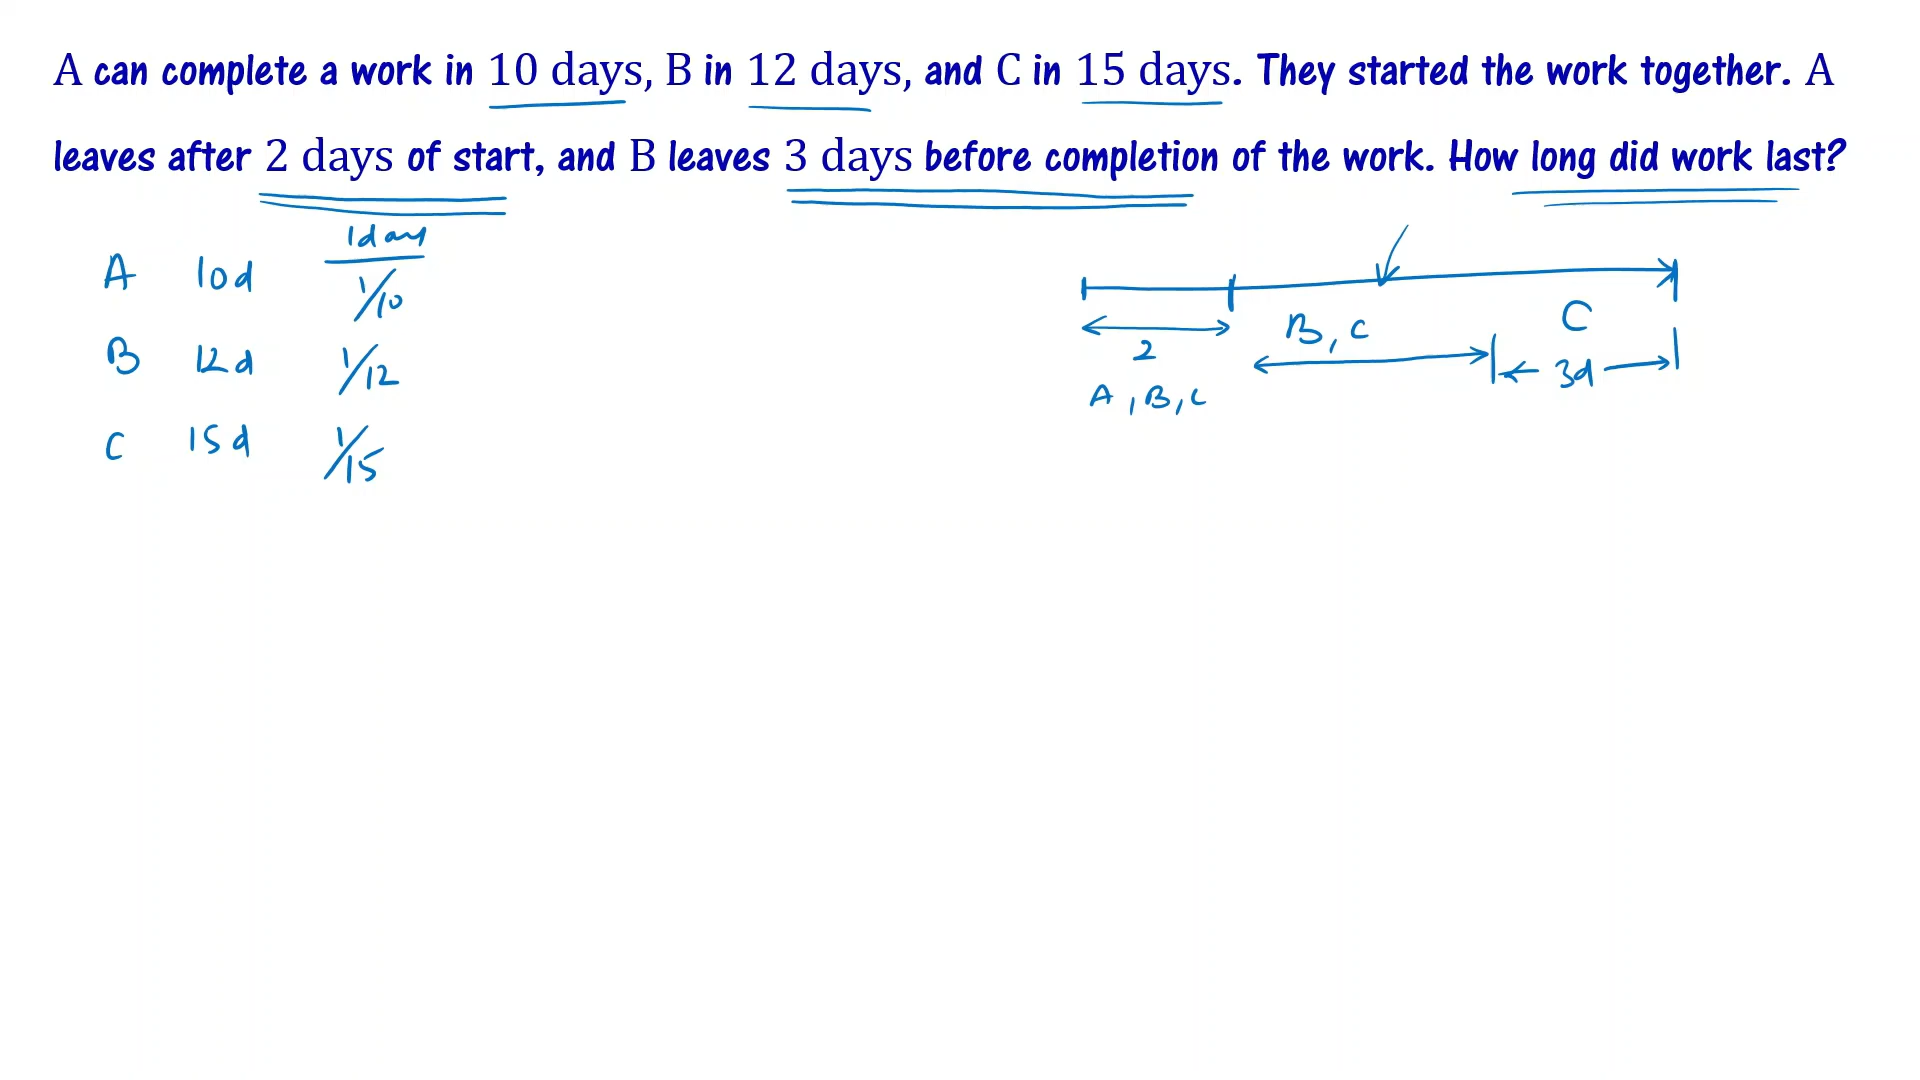 A can complete a work in 10 days, B in 12 days, and C in 15 days. They started the work together. A
leaves after 2 days of start, and B leaves 3 days before completion of the work. How long did work last?
1day
A 10d 1/10
B 12d 1/12
C 15d 1/15
B, C C
2 3d
A, B, C